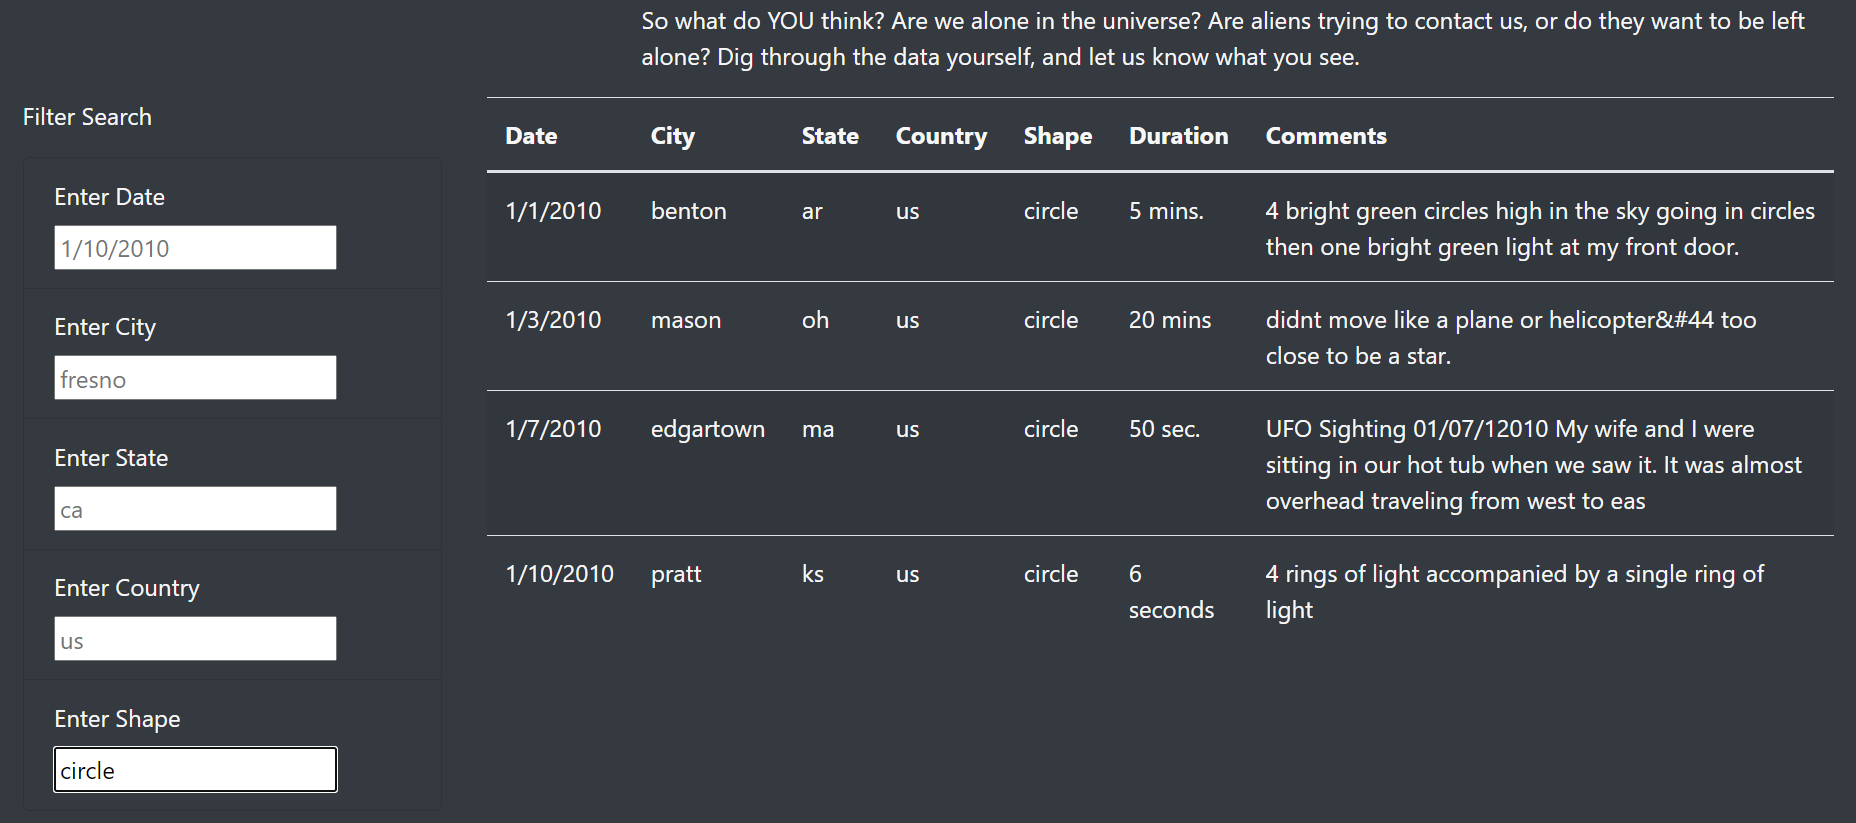 So what do YOU think? Are we alone in the universe? Are aliens trying to contact us, or do they want to be left
alone? Dig through the data yourself, and let us know what you see.
Filter Search
Enter Date
1/10/2010
Enter City
fresno
Enter State
ca
Enter Country
us
Enter Shape
circle
Date City State Country Shape Duration Comments
1/1/2010 benton ar us circle 5 mins. 4 bright green circles high in the sky going in circles
then one bright green light at my front door.
1/3/2010 mason oh us circle 20 mins didnt move like a plane or helicopter&#44 too
close to be a star.
1/7/2010 edgartown ma us circle 50 sec. UFO Sighting 01/07/12010 My wife and I were
sitting in our hot tub when we saw it. It was almost
overhead traveling from west to eas
1/10/2010 pratt ks us circle 6 4 rings of light accompanied by a single ring of
seconds light